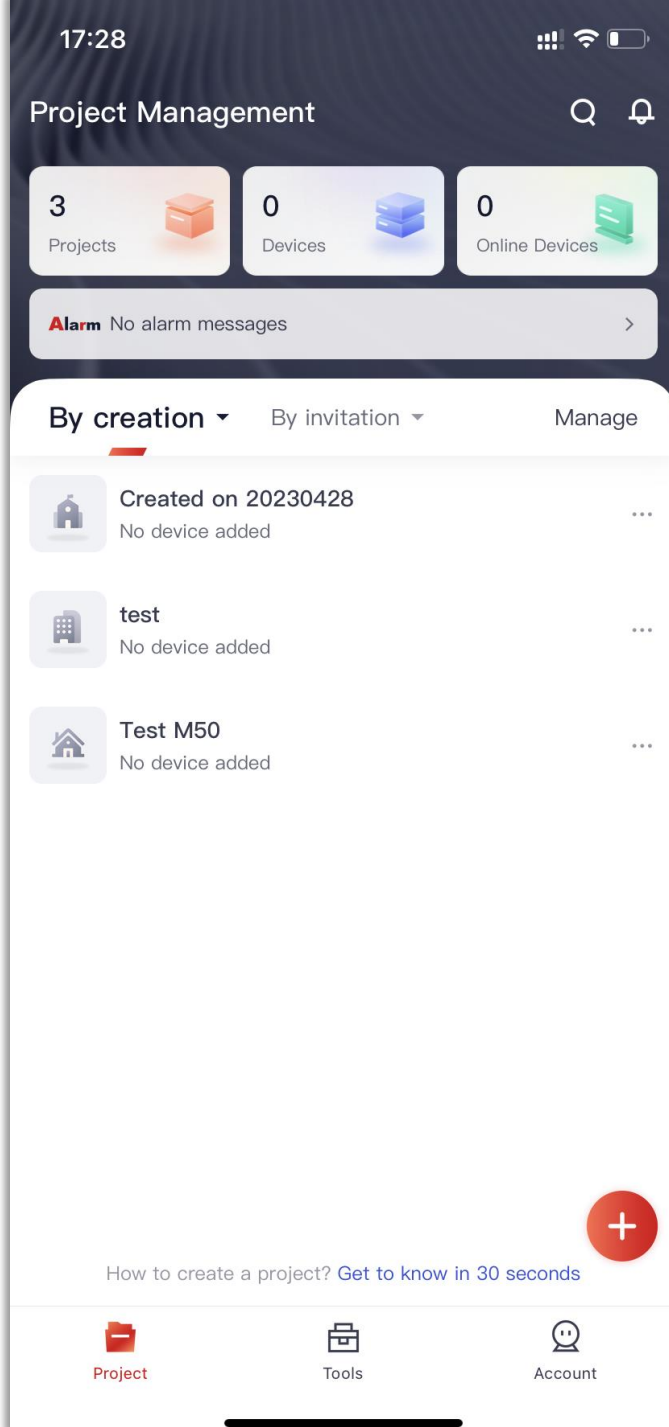 17:28
Project Management
3
Projects
0
Devices
0
Online Devices
Alarm No alarm messages
By creation
By invitation
Manage
Created on 20230428
No device added
test
No device added
Test M50
No device added
How to create a project? Get to know in 30 seconds
Project
Tools
Account